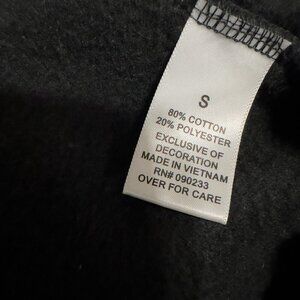 S
80% COTTON
20% POLYESTER
EXCLUSIVE OF
DECORATION
MADE IN VIETNAM
RN# 090233
OVER FOR CARE